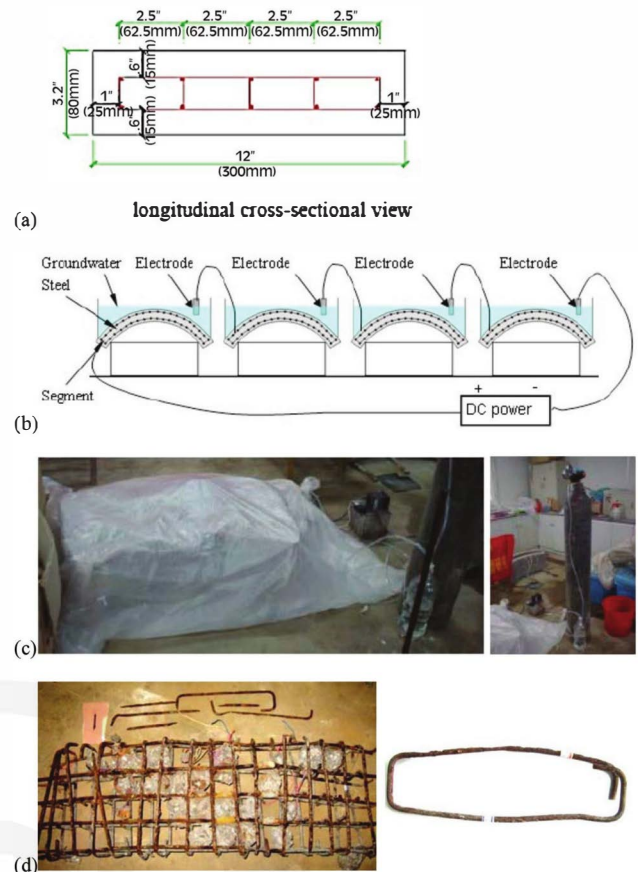 2.5" 2.5" 2.5" 2.5"
(62.5mm) (62.5mm) (62.5mm) (62.5mm)
3.2"
(80mm)
.6"
(15mm)
1"
(25mm)
1"
(25mm)
.6"
(15mm)
12"
(300mm)
(a) longitudinal cross-sectional view
Groundwater Electrode Electrode Electrode Electrode
Steel
Segment
+ -
DC power
(b)
(c)
1
(d)